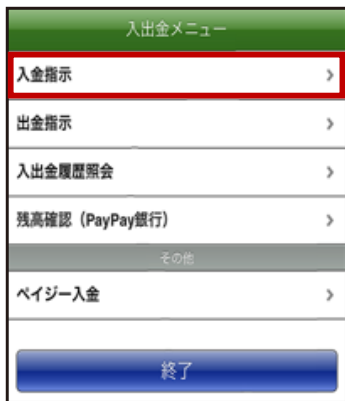 入出金メニュー
入金指示
出金指示
入出金履歴照会
残高確認（PayPay銀行）
その他
ペイジー入金
終了